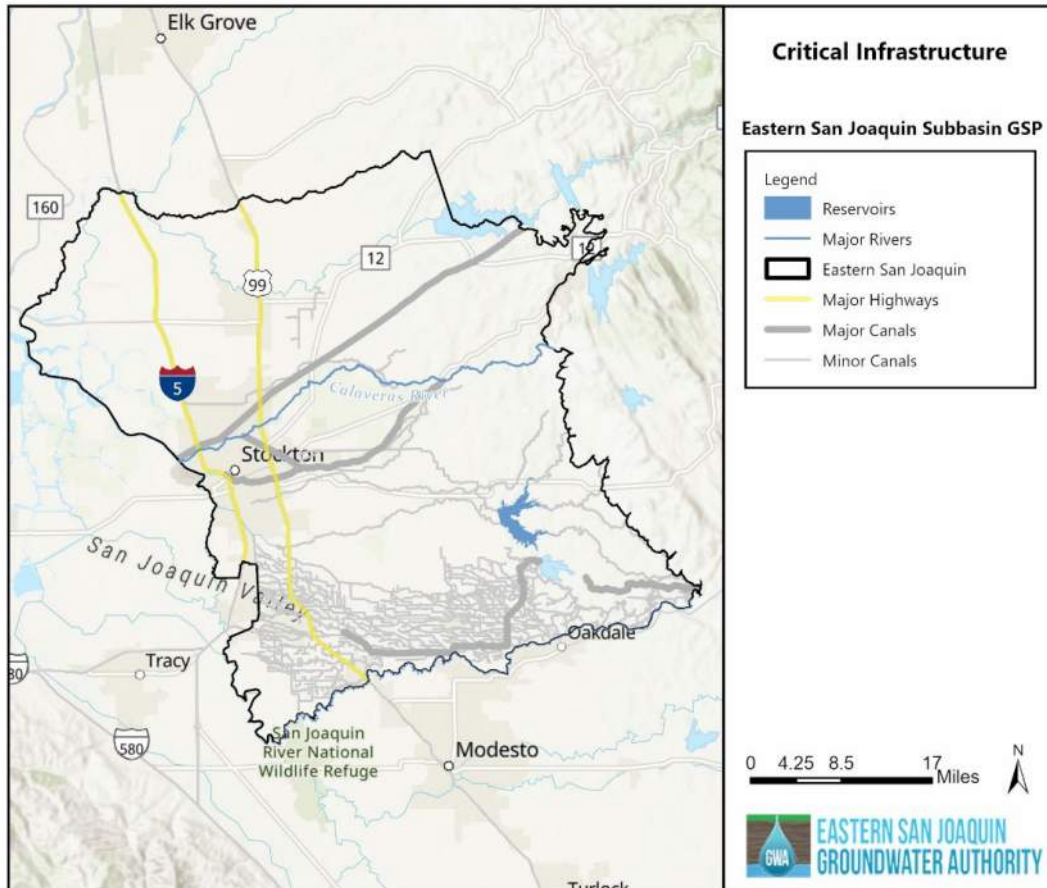 Elk Grove
160
12
99
5
Calaveras River
Stockton
San Joaquin Valley
Oakdale
Tracy
580
San Joaquin
River National
Wildlife Refuge
Modesto
Critical Infrastructure
Eastern San Joaquin Subbasin GSP
Legend
Reservoirs
Major Rivers
Eastern San Joaquin
Major Highways
Major Canals
Minor Canals
0 4.25 8.5 17
Miles
N
GWA
EASTERN SAN JOAQUIN
GROUNDWATER AUTHORITY